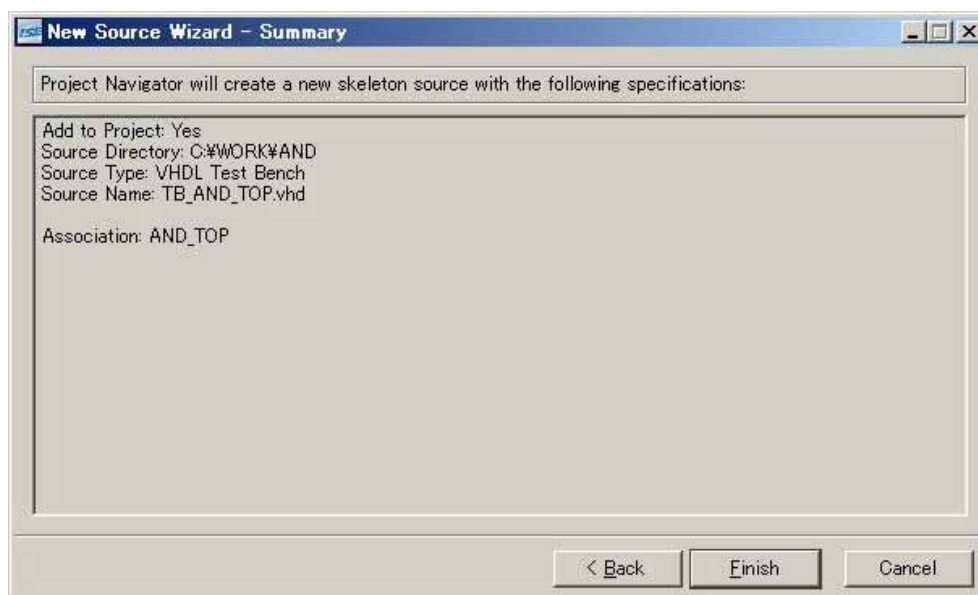 ISE New Source Wizard - Summary
Project Navigator will create a new skeleton source with the following specifications:
Add to Project: Yes
Source Directory: C:¥WORK¥AND
Source Type: VHDL Test Bench
Source Name: TB_AND_TOP.vhd
Association: AND_TOP
< Back Finish Cancel